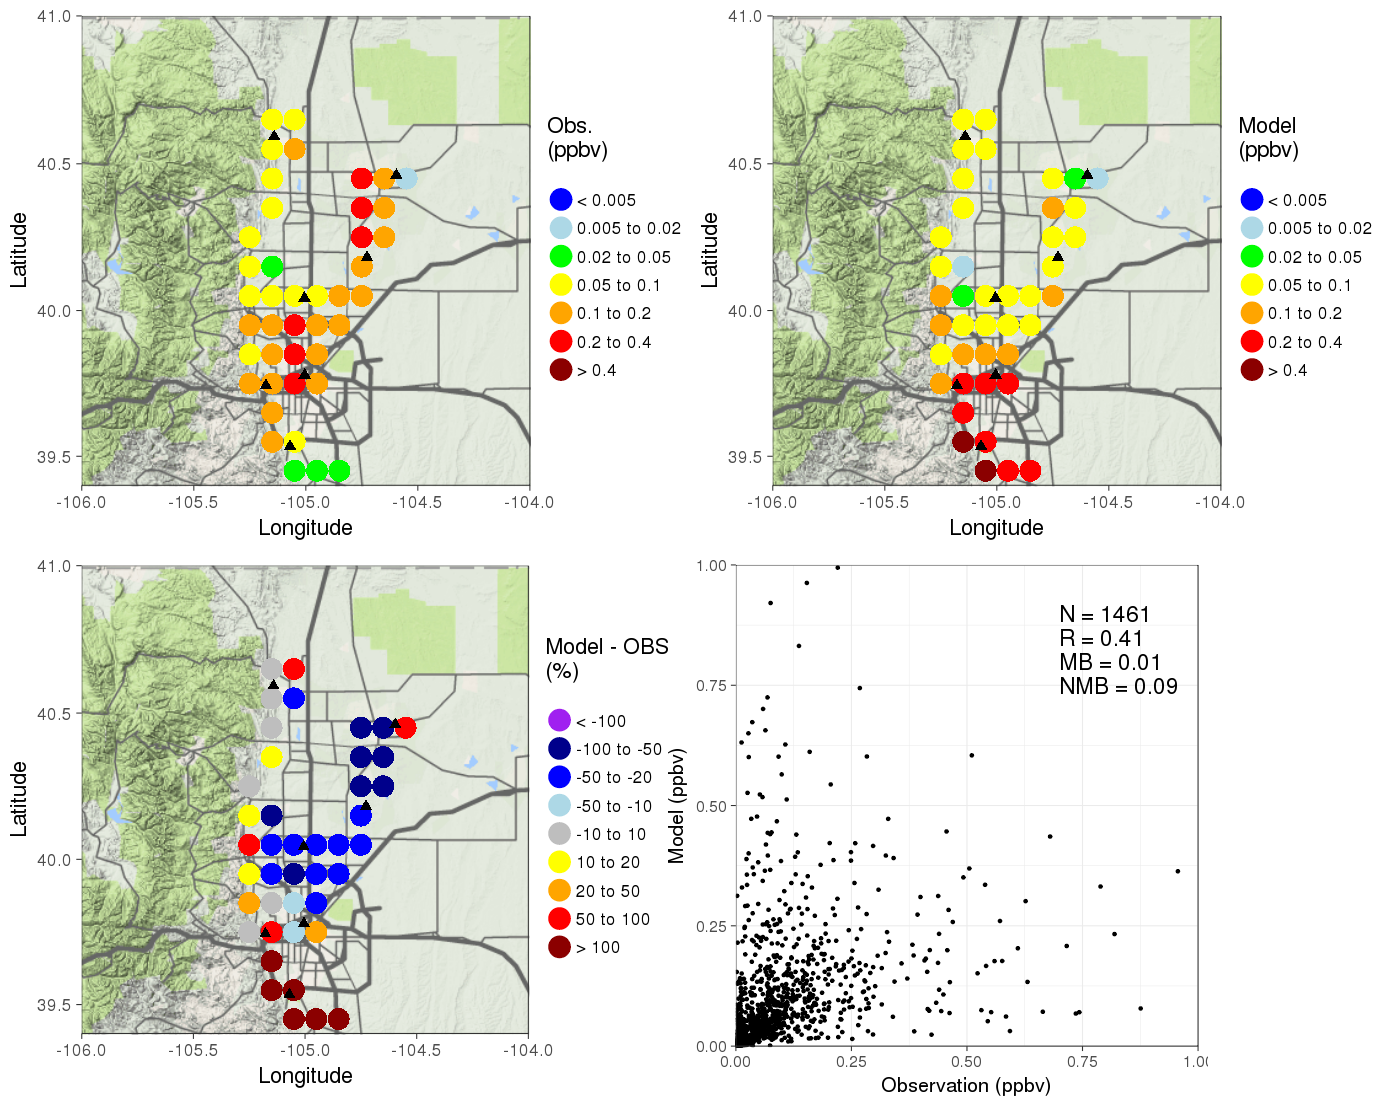 41.0
40.5
40.0
39.5
Latitude
-106.0
-105.5
-105.0
-104.5
-104.0
Longitude
Obs.
(ppbv)
< 0.005
0.005 to 0.02
0.02 to 0.05
0.05 to 0.1
0.1 to 0.2
0.2 to 0.4
> 0.4
41.0
40.5
40.0
39.5
Latitude
-106.0
-105.5
-105.0
-104.5
-104.0
Longitude
Model
(ppbv)
< 0.005
0.005 to 0.02
0.02 to 0.05
0.05 to 0.1
0.1 to 0.2
0.2 to 0.4
> 0.4
41.0
40.5
40.0
39.5
Latitude
-106.0
-105.5
-105.0
-104.5
-104.0
Longitude
Model - OBS
(%)
< -100
-100 to -50
-50 to -20
-50 to -10
-10 to 10
10 to 20
20 to 50
50 to 100
> 100
1.00
0.75
0.50
0.25
0.00
Model (ppbv)
N = 1461
R = 0.41
MB = 0.01
NMB = 0.09
0.00
0.25
0.50
0.75
1.0
Observation (ppbv)